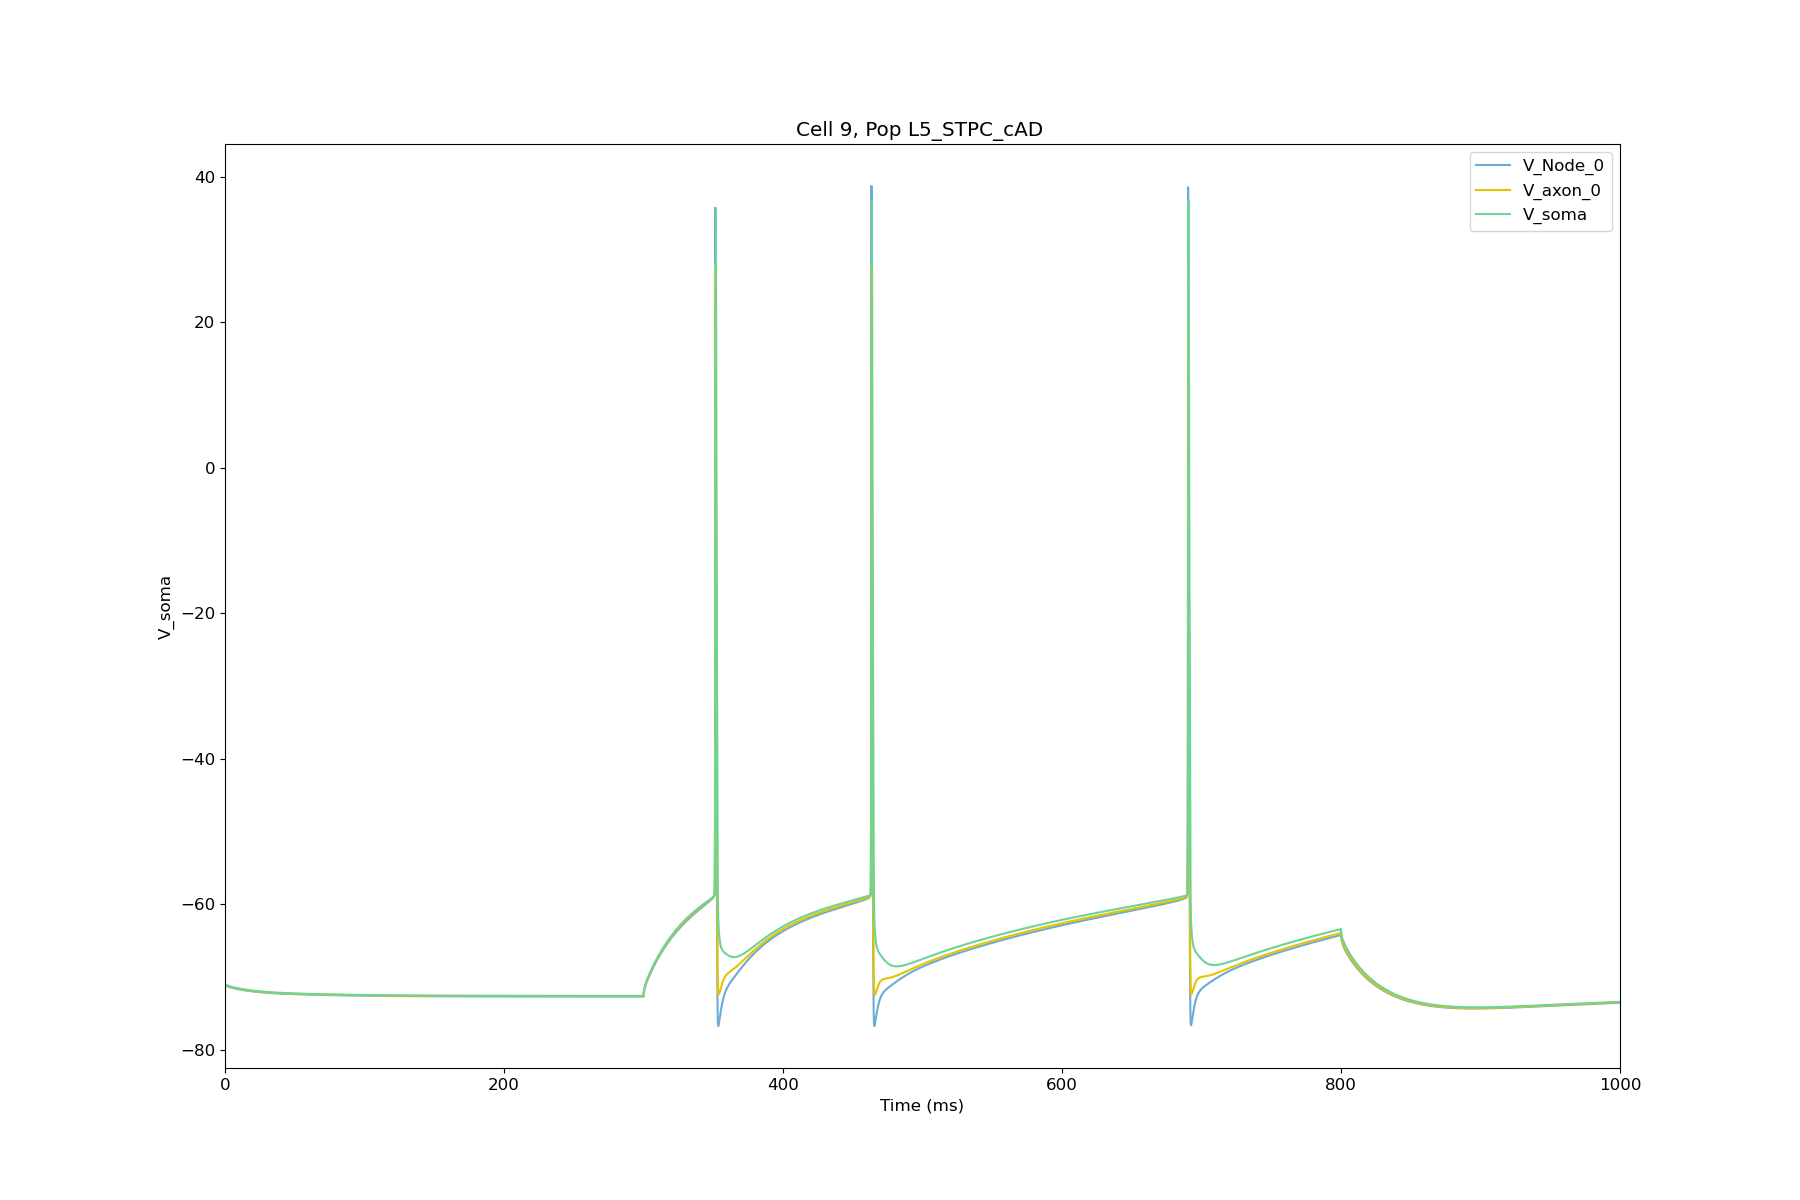 Cell 9, Pop L5_STPC_cAD
V_Node_0
V_axon_0
V_soma
40
20
0
−20
−40
−60
−80
V_soma
0 200 400 600 800 1000
Time (ms)